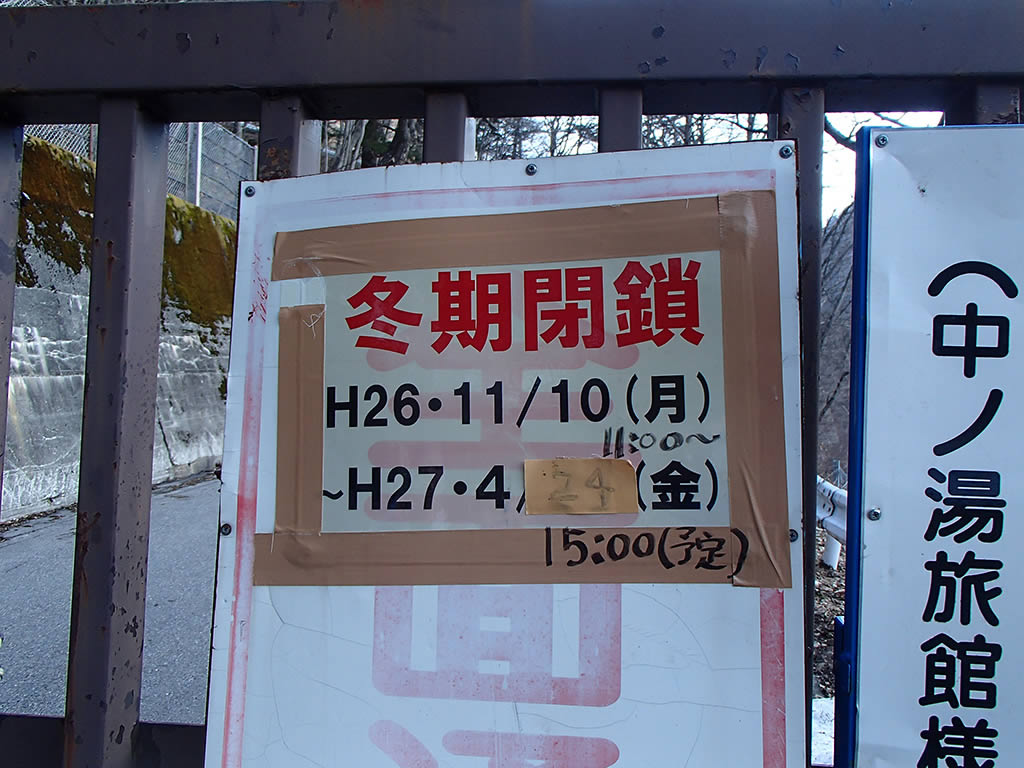 冬期閉鎖
H26・11/10(月)
11:00〜
~H27・4/24(金)
15:00(予定)
(中ノ湯旅館様